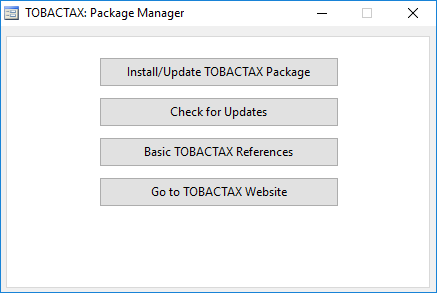 TOBACTAX: Package Manager
Install/Update TOBACTAX Package
Check for Updates
Basic TOBACTAX References
Go to TOBACTAX Website